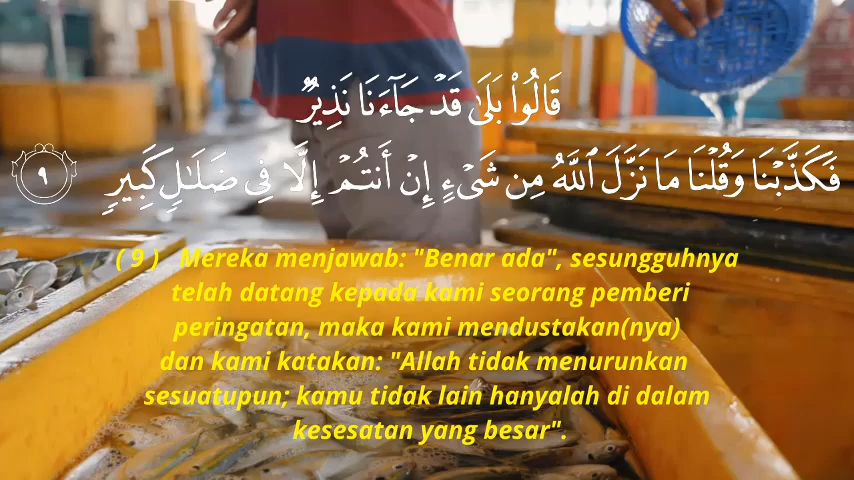 قَالُوا۟ بَلَىٰ قَدْ جَآءَنَا نَذِيرٌ
فَكَذَّبْنَا وَقُلْنَا مَا نَزَّلَ ٱللَّهُ مِن شَىْءٍ إِنْ أَنتُمْ إِلَّا فِى ضَلَـٰلٍ كَبِيرٍ ٩
( 9 ) Mereka menjawab: "Benar ada", sesungguhnya
telah datang kepada kami seorang pemberi
peringatan, maka kami mendustakan(nya)
dan kami katakan: "Allah tidak menurunkan
sesuatupun; kamu tidak lain hanyalah di dalam
kesesatan yang besar".